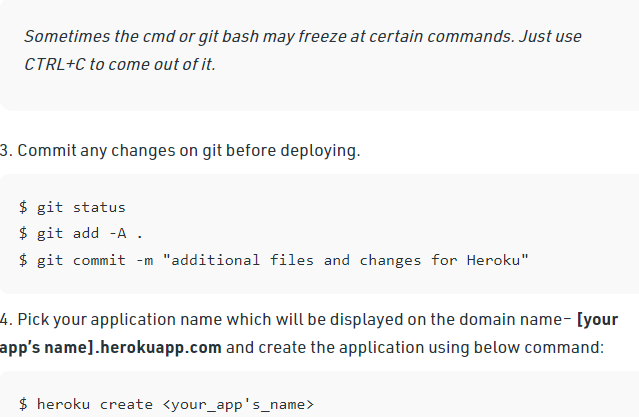 Sometimes the cmd or git bash may freeze at certain commands. Just use
CTRL+C to come out of it.
3. Commit any changes on git before deploying.
$ git status
$ git add -A .
$ git commit -m "additional files and changes for Heroku"
4. Pick your application name which will be displayed on the domain name– [your
app's name].herokuapp.com and create the application using below command:
$ heroku create <your_app's_name>